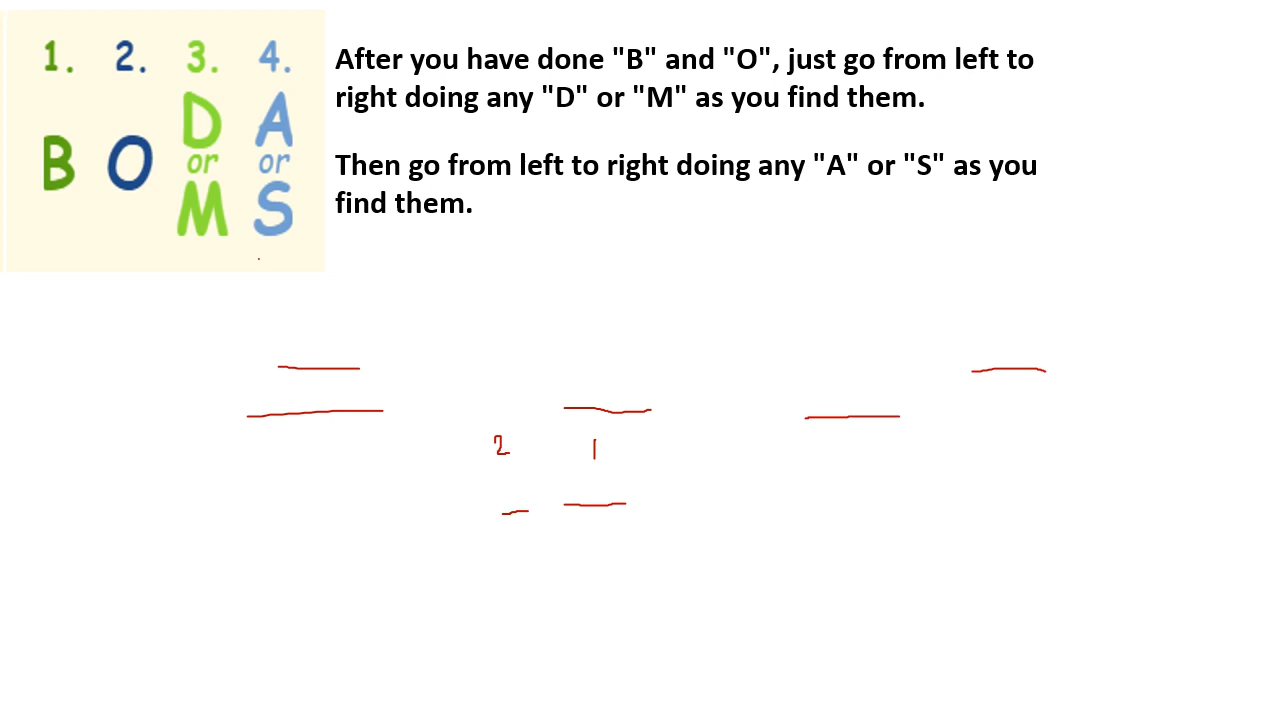 1. 2. 3. 4.
B O D or M A or S
After you have done "B" and "O", just go from left to
right doing any "D" or "M" as you find them.
Then go from left to right doing any "A" or "S" as you
find them.
2 1